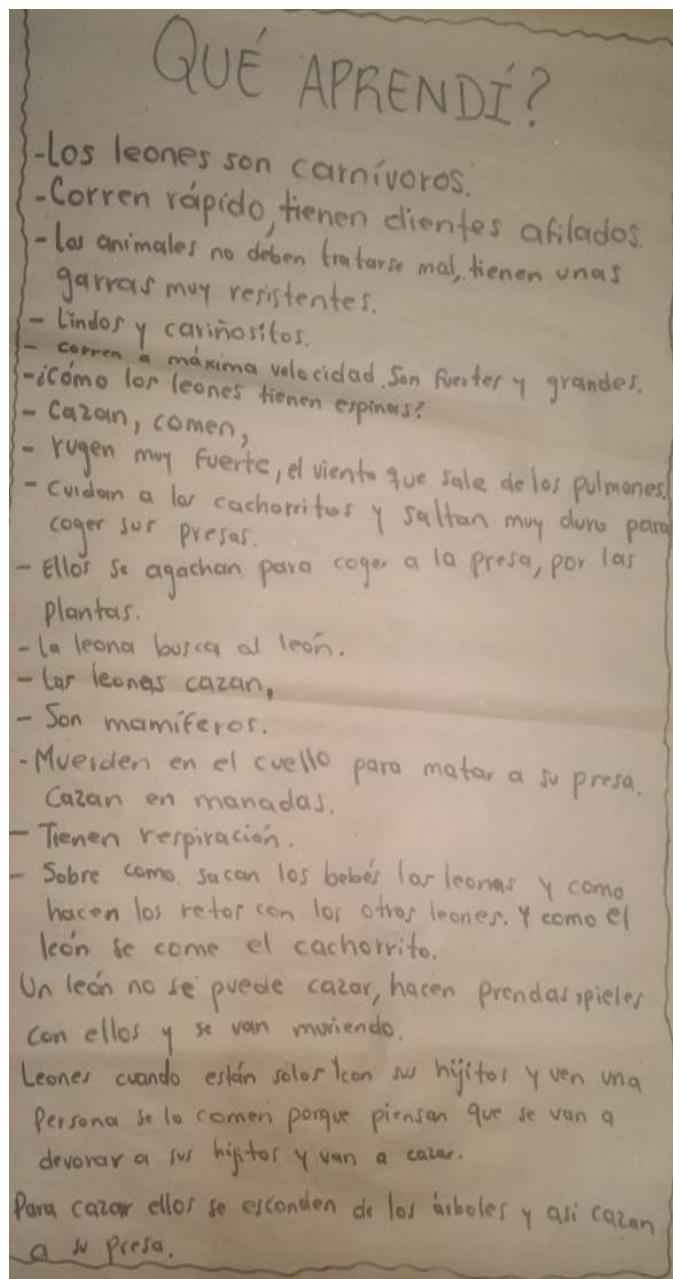 QUÉ APRENDÍ?
-Los leones son carnívoros.
-Corren rápido, tienen dientes afilados.
-Los animales no deben tratarse mal, tienen unas
garras muy resistentes.
- Lindos y cariñositos.
- corren a máxima velocidad. Son fuertes y grandes.
-¿Cómo los leones tienen espinas?
- Cazan, comen,
- rugen muy fuerte, el viento que sale de los pulmones.
- Cuidan a los cachorritos y saltan muy duro para
coger sus presas.
- Ellos se agachan para coger a la presa, por las
plantas.
- La leona busca al león.
- Las leonas cazan,
- Son mamíferos.
- Muerden en el cuello para matar a su presa.
Cazan en manadas.
- Tienen respiración.
- Sobre como sacan los bebés las leonas y como
hacen los retos con los otros leones. Y como el
león se come el cachorrito.
Un león no se puede cazar, hacen prendas, pieles
con ellos y se van muriendo.
Leones cuando están solos con sus hijitos y ven una
persona se lo comen porque piensan que se van a
devorar a sus hijitos y van a cazar.
Para cazar ellos se esconden de los árboles y asi cazan
a su presa.